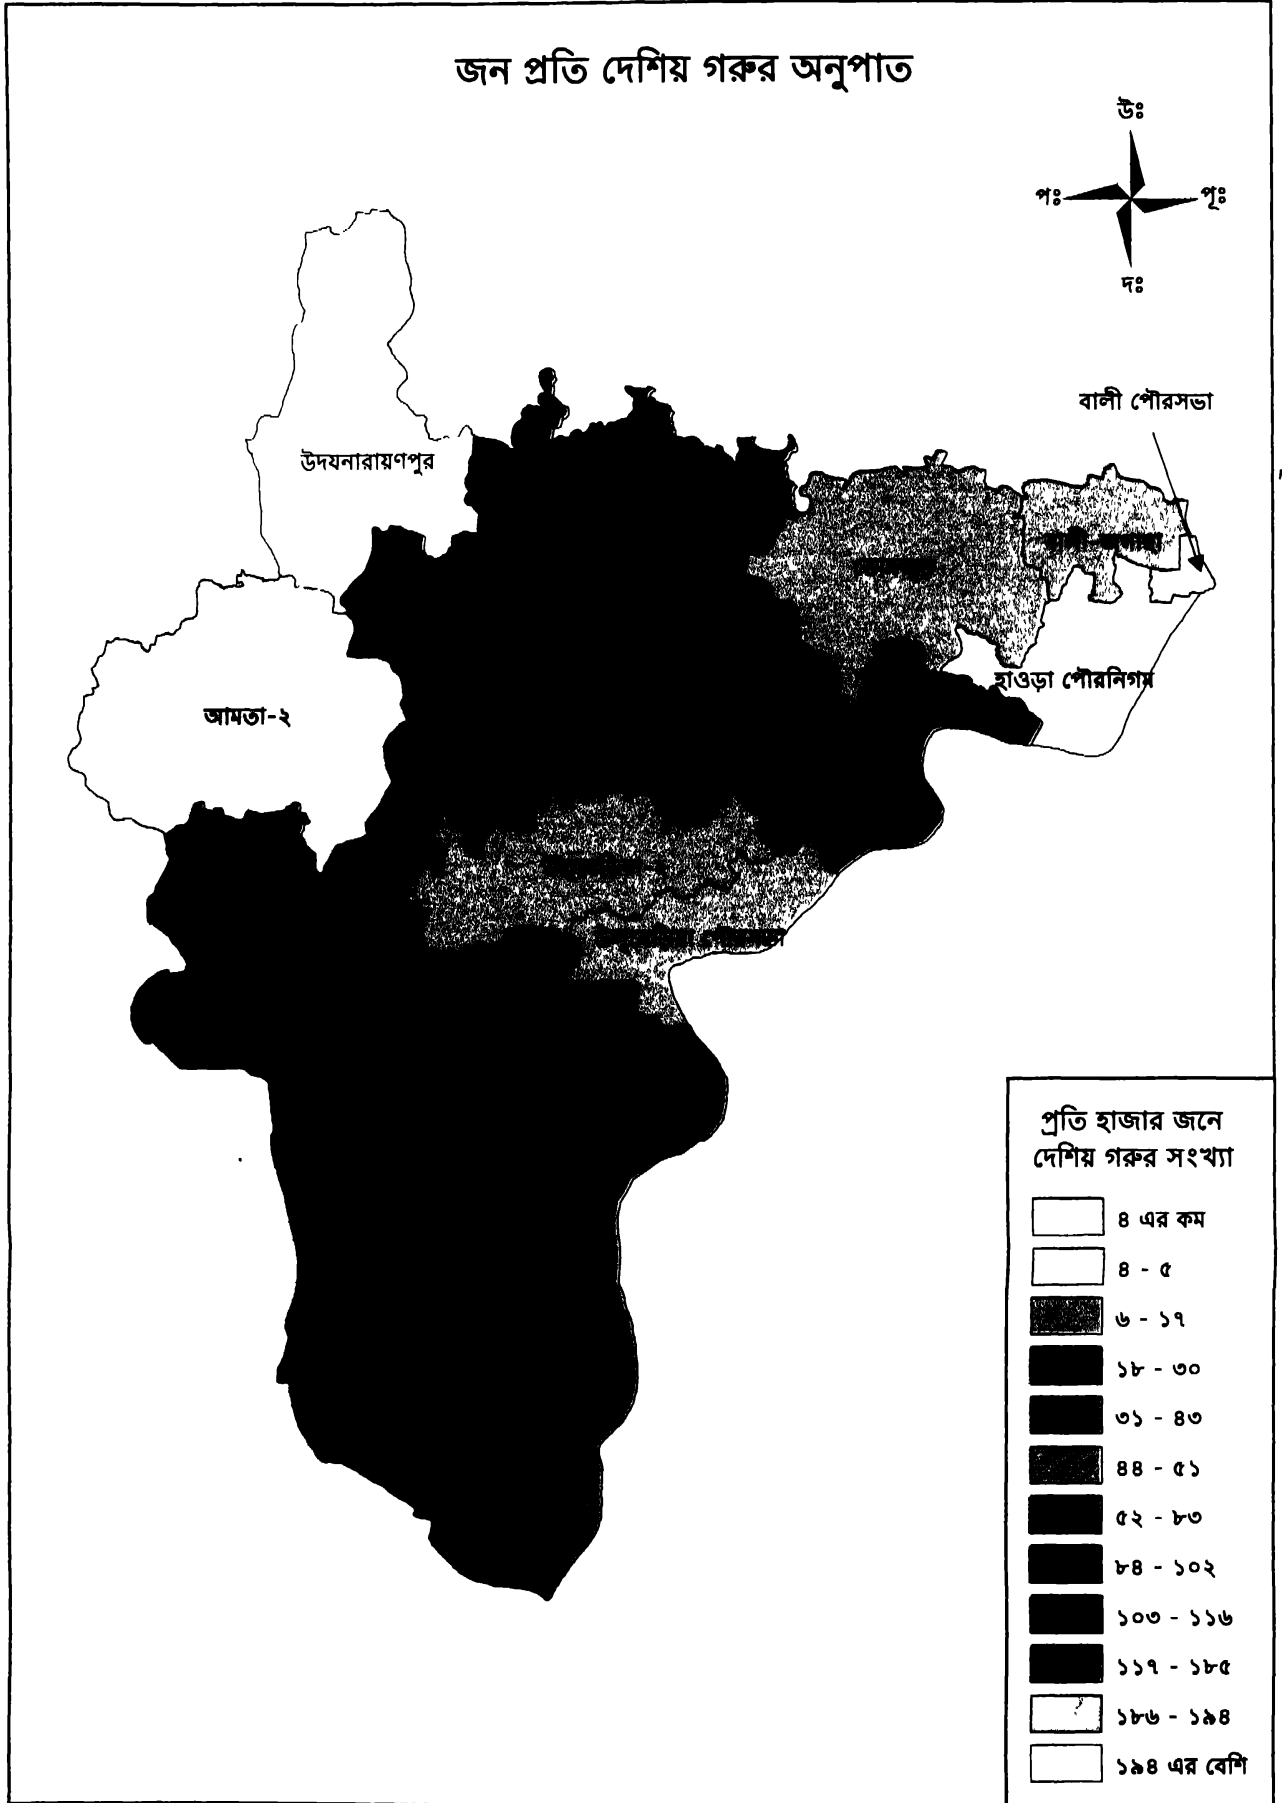 জন প্রতি দেশিয় গরুর অনুপাত
উঃ
পঃ
পূঃ
দঃ
বালী পৌরসভা
উদযনারায়ণপুর
হাওড়া পৌরনিগম
আমতা-২
প্রতি হাজার জনে
দেশিয় গরুর সংখ্যা
৪ এর কম
৪ - ৫
৬ - ১৭
১৮ - ৩০
৩১ - ৪৩
৪৪ - ৫১
৫২ - ৮৩
৮৪ - ১০২
১০৩ - ১১৬
১১৭ - ১৮৫
১৮৬ - ১৯৪
১৯৪ এর বেশি